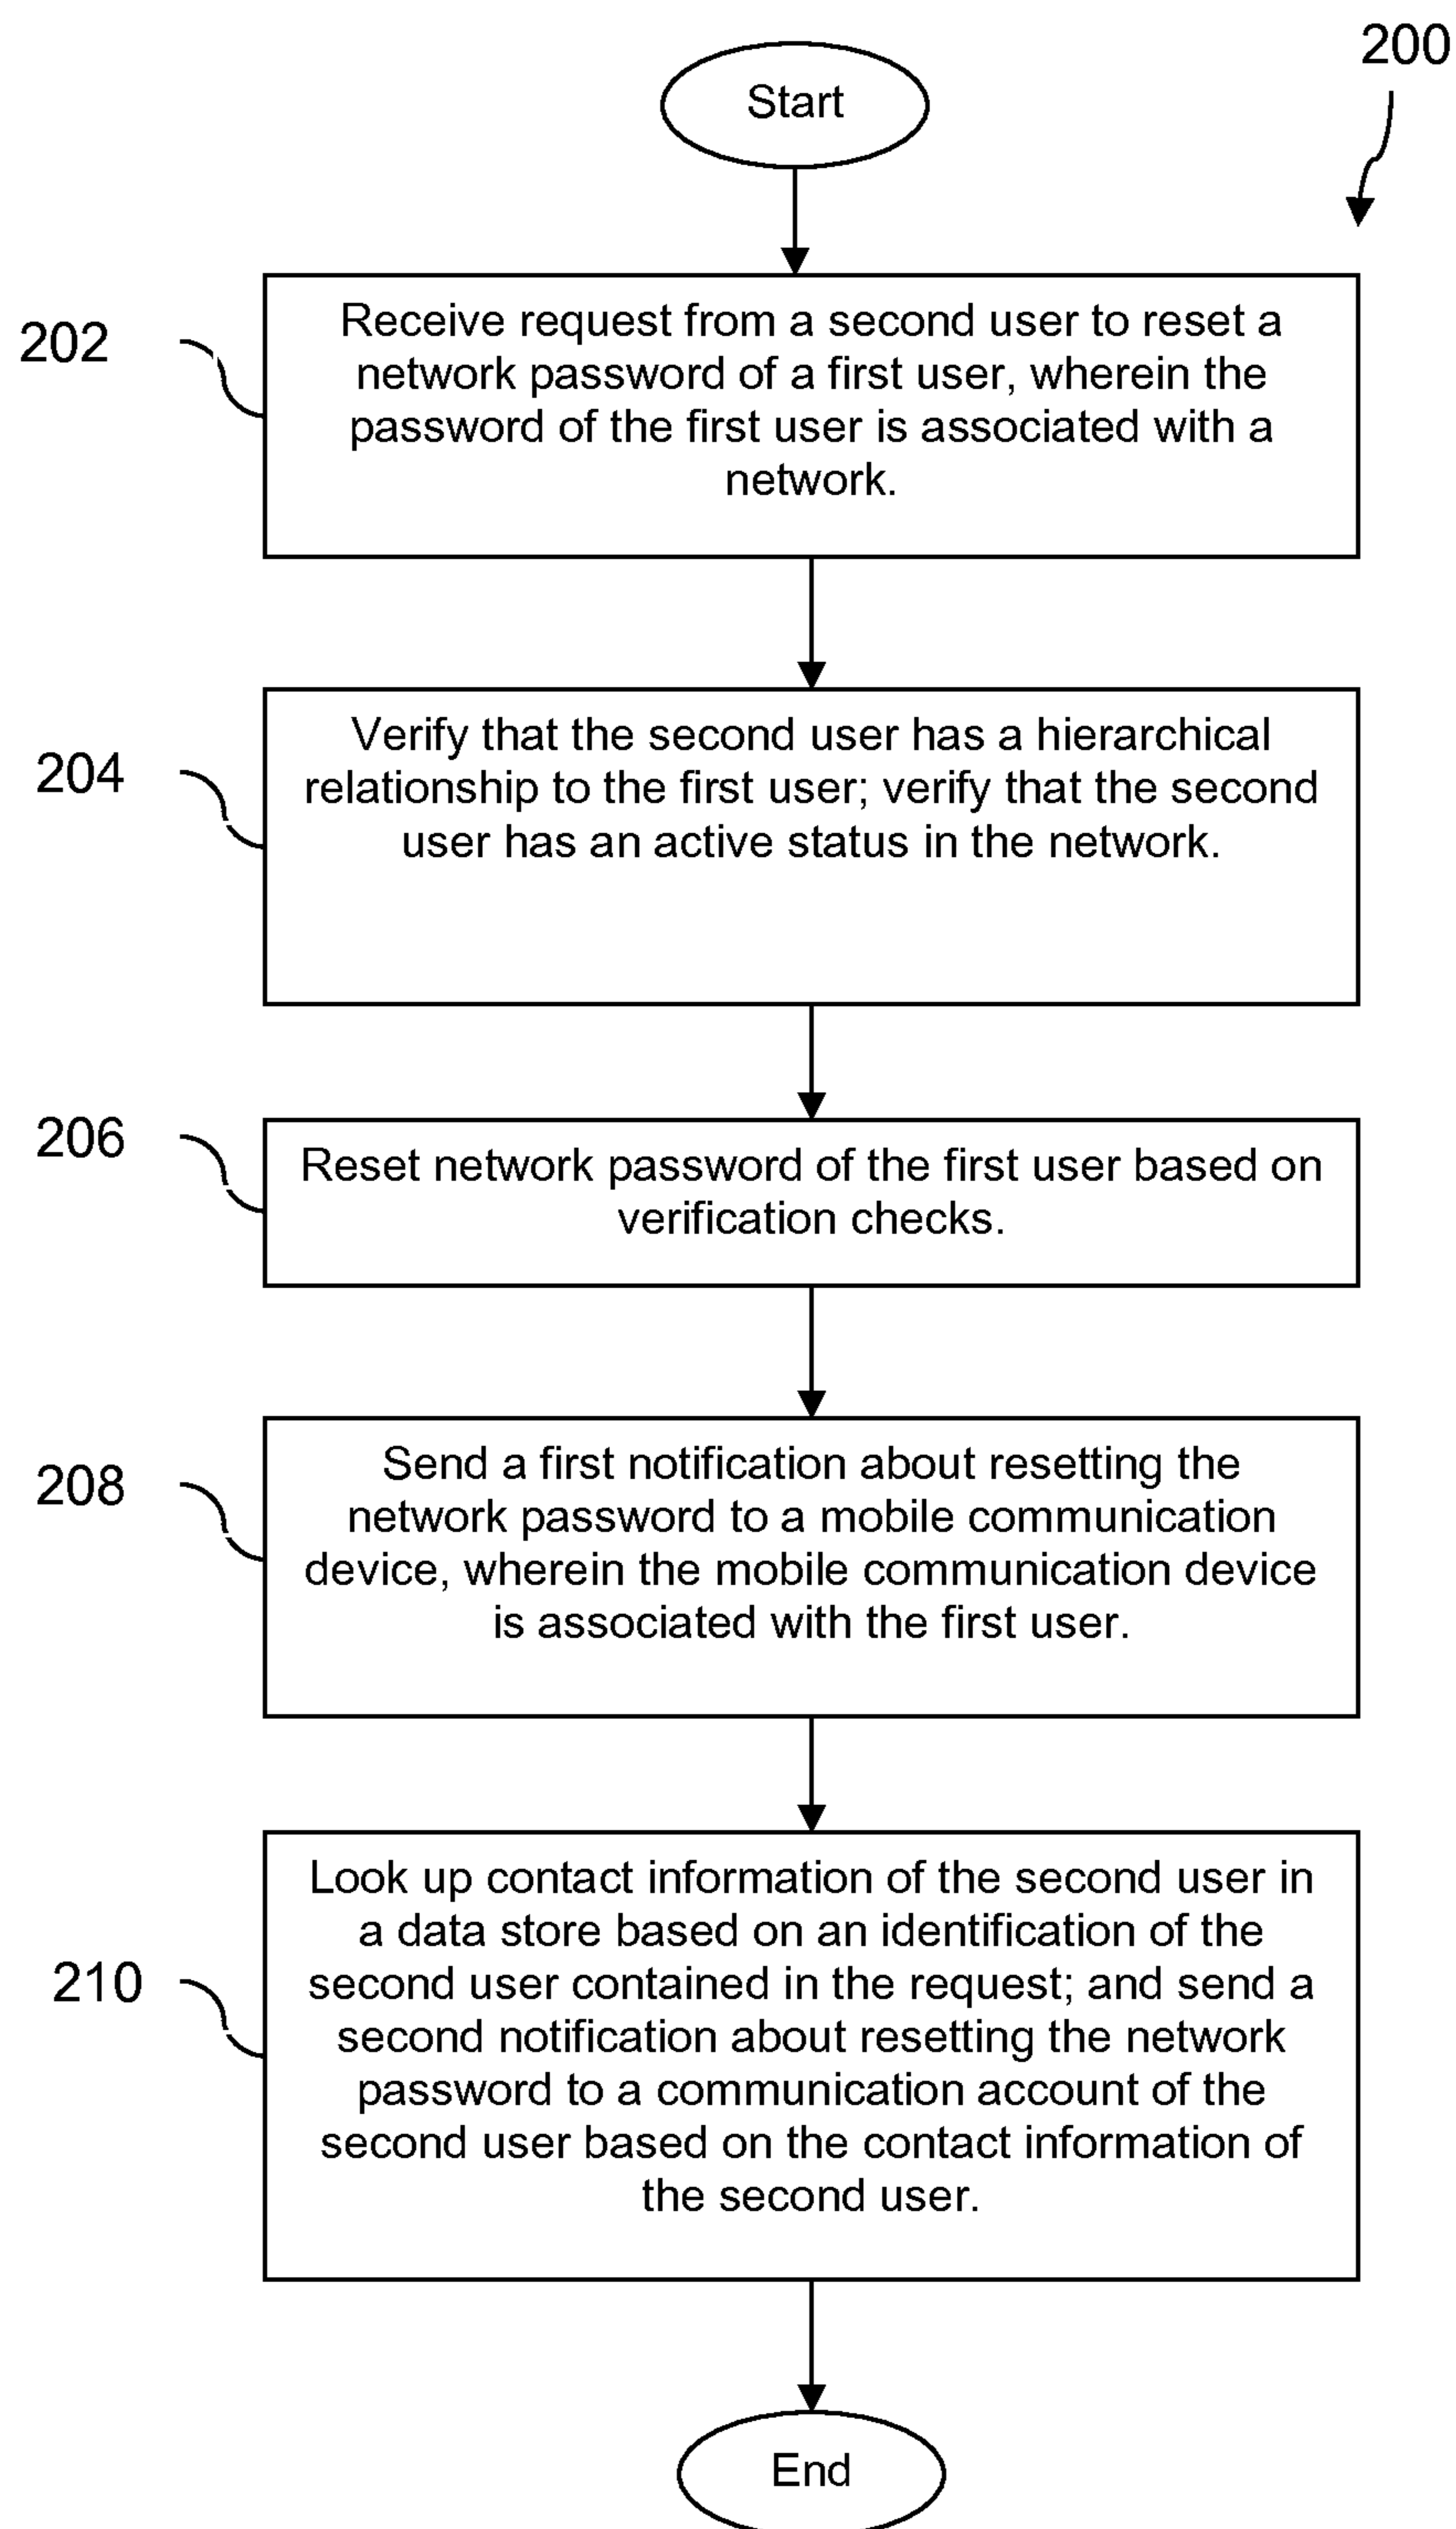 200
Start
202
Receive request from a second user to reset a
network password of a first user, wherein the
password of the first user is associated with a
network.
204
Verify that the second user has a hierarchical
relationship to the first user; verify that the second
user has an active status in the network.
206
Reset network password of the first user based on
verification checks.
208
Send a first notification about resetting the
network password to a mobile communication
device, wherein the mobile communication device
is associated with the first user.
210
Look up contact information of the second user in
a data store based on an identification of the
second user contained in the request; and send a
second notification about resetting the network
password to a communication account of the
second user based on the contact information of
the second user.
End